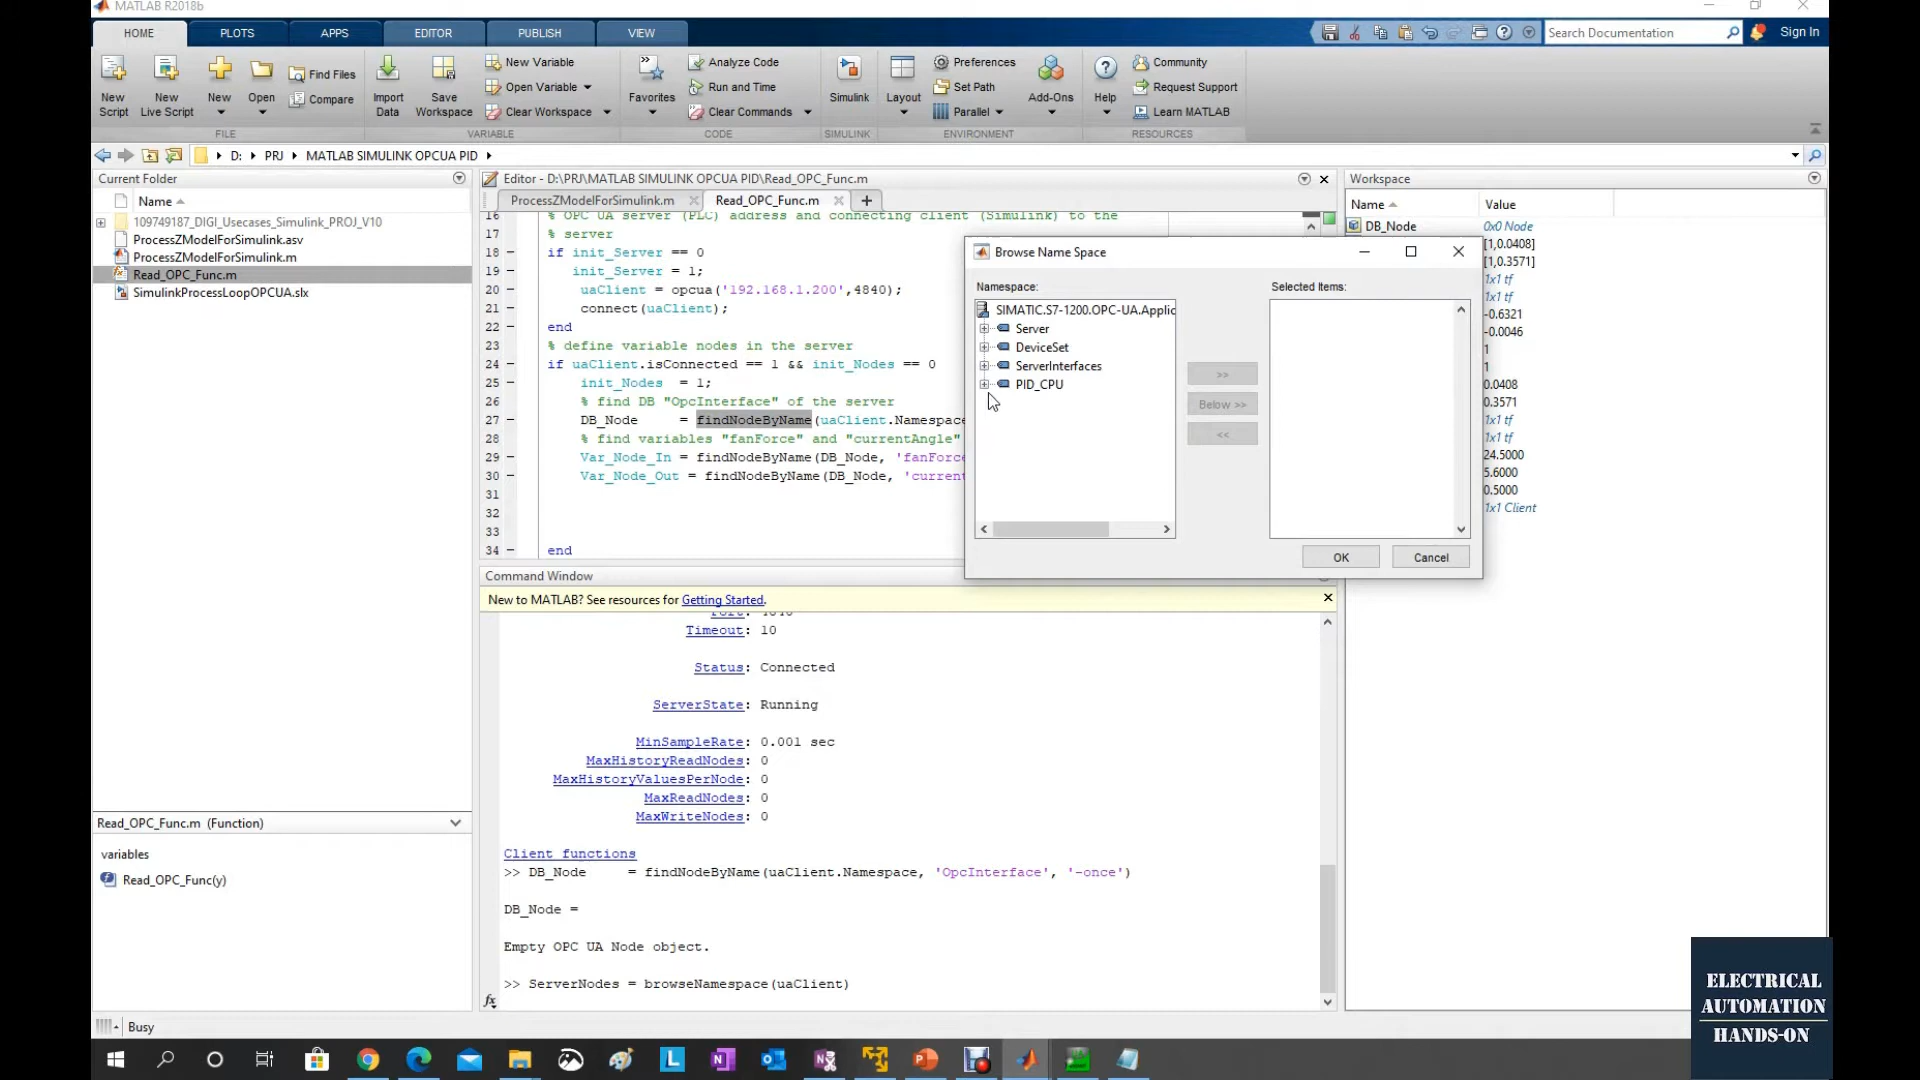 MATLAB R2018b
HOME PLOTS APPS EDITOR PUBLISH VIEW
Search Documentation Sign In
New Script
New Live Script
New
Open
Find Files
Compare
Import Data
Save Workspace
New Variable
Open Variable
Clear Workspace
Favorites
Analyze Code
Run and Time
Clear Commands
Simulink
Layout
Preferences
Set Path
Parallel
Add-Ons
Help
Community
Request Support
Learn MATLAB
FILE VARIABLE CODE SIMULINK ENVIRONMENT RESOURCES
D: PRJ MATLAB SIMULINK OPCUA PID
Current Folder
Name
109749187_DIGI_Usecases_Simulink_PROJ_V10
ProcessZModelForSimulink.asv
ProcessZModelForSimulink.m
Read_OPC_Func.m
SimulinkProcessLoopOPCUA.slx
Read_OPC_Func.m (Function)
variables
Read_OPC_Func(y)
Editor - D:\PRJ\MATLAB SIMULINK OPCUA PID\Read_OPC_Func.m
ProcessZModelForSimulink.m Read_OPC_Func.m
16 % OPC UA server (PLC) address and connecting client (Simulink) to the
17 % server
18 – if init_Server == 0
19 – init_Server = 1;
20 – uaClient = opcua('192.168.1.200',4840);
21 – connect(uaClient);
22 – end
23 % define variable nodes in the server
24 – if uaClient.isConnected == 1 && init_Nodes == 0
25 – init_Nodes = 1;
26 % find DB "OpcInterface" of the server
27 – DB_Node = findNodeByName(uaClient.Namespace
28 % find variables "fanForce" and "currentAngle"
29 – Var_Node_In = findNodeByName(DB_Node, 'fanForce
30 – Var_Node_Out = findNodeByName(DB_Node, 'current
31
32
33
34 – end
Browse Name Space
Namespace:
SIMATIC.S7-1200.OPC-UA.Applic
Server
DeviceSet
ServerInterfaces
PID_CPU
>>
Below >>
<<
Selected Items:
OK Cancel
Workspace
Name Value
DB_Node 0x0 Node
[1,0.0408]
[1,0.3571]
1x1 tf
1x1 tf
-0.6321
-0.0046
1
1
0.0408
0.3571
1x1 tf
1x1 tf
24.5000
5.6000
0.5000
1x1 Client
Command Window
New to MATLAB? See resources for Getting Started.
Timeout: 10
Status: Connected
ServerState: Running
MinSampleRate: 0.001 sec
MaxHistoryReadNodes: 0
MaxHistoryValuesPerNode: 0
MaxReadNodes: 0
MaxWriteNodes: 0
Client functions
>> DB_Node = findNodeByName(uaClient.Namespace, 'OpcInterface', '-once')
DB_Node =
Empty OPC UA Node object.
>> ServerNodes = browseNamespace(uaClient)
fx
Busy
ELECTRICAL
AUTOMATION
HANDS-ON